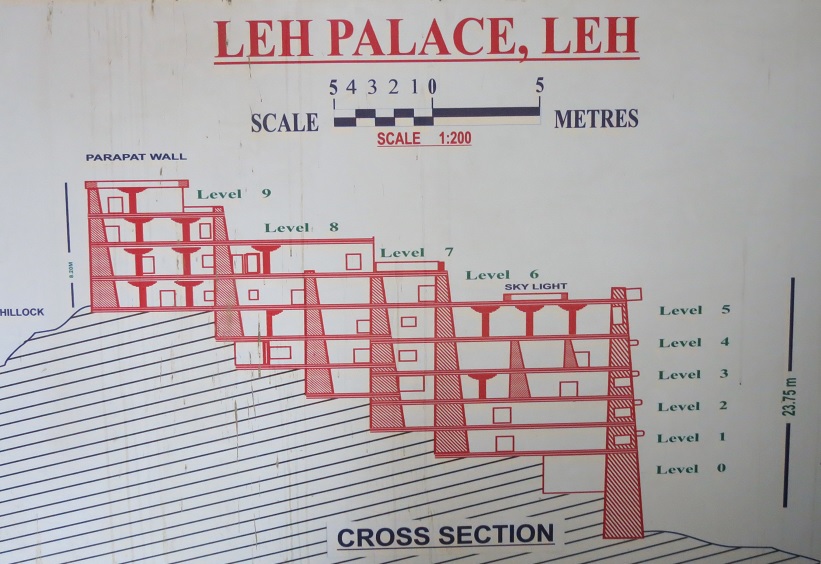 LEH PALACE, LEH
5 4 3 2 1 0 5
SCALE METRES
SCALE 1:200
PARAPAT WALL
Level 9
Level 8
Level 7
Level 6
SKY LIGHT
HILLOCK
Level 5
Level 4
Level 3
23.75 m
Level 2
Level 1
Level 0
CROSS SECTION